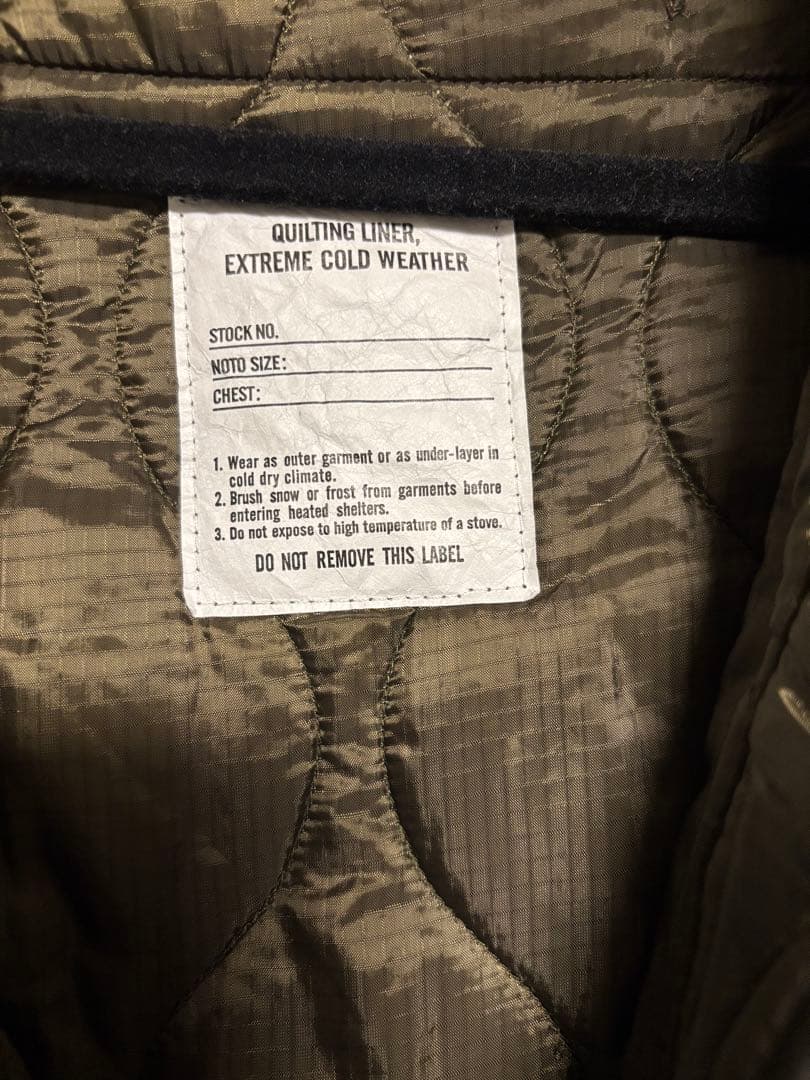 QUILTING LINER,
EXTREME COLD WEATHER
STOCK NO.
NOTO SIZE:
CHEST:
1. Wear as outer garment or as under-layer in
cold dry climate.
2. Brush snow or frost from garments before
entering heated shelters.
3. Do not expose to high temperature of a stove.
DO NOT REMOVE THIS LABEL